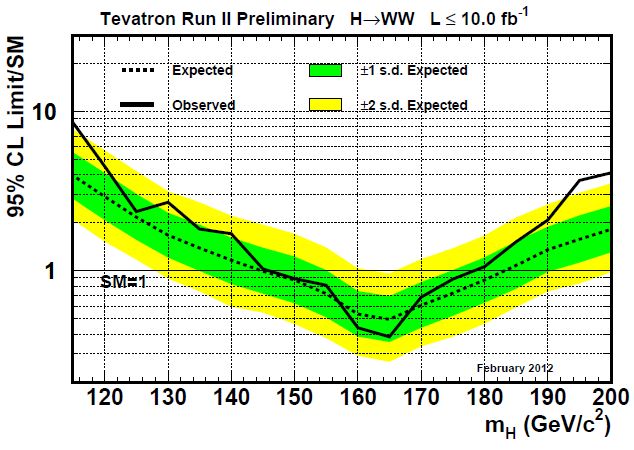 Tevatron Run II Preliminary H→WW L ≤ 10.0 fb⁻¹
95% CL Limit/SM
Expected
Observed
±1 s.d. Expected
±2 s.d. Expected
10
1
SM=1
February 2012
120 130 140 150 160 170 180 190 200
m_H (GeV/c²)